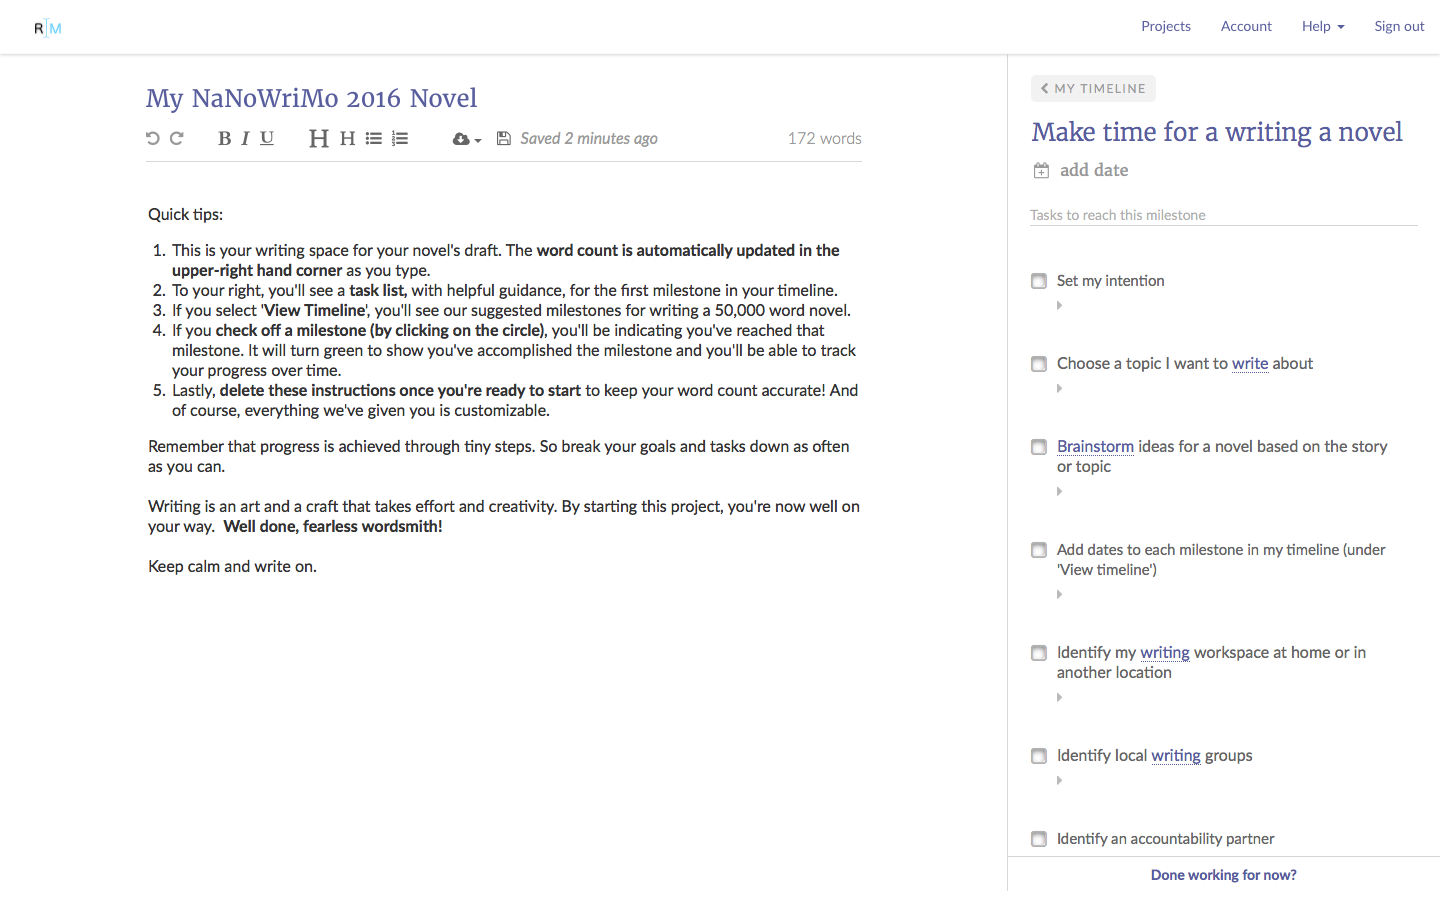 RM
Projects Account Help Sign out
My NaNoWriMo 2016 Novel
B I U H H Saved 2 minutes ago 172 words
Quick tips:
1. This is your writing space for your novel's draft. The word count is automatically updated in the
upper-right hand corner as you type.
2. To your right, you'll see a task list, with helpful guidance, for the first milestone in your timeline.
3. If you select 'View Timeline', you'll see our suggested milestones for writing a 50,000 word novel.
4. If you check off a milestone (by clicking on the circle), you'll be indicating you've reached that
milestone. It will turn green to show you've accomplished the milestone and you'll be able to track
your progress over time.
5. Lastly, delete these instructions once you're ready to start to keep your word count accurate! And
of course, everything we've given you is customizable.
Remember that progress is achieved through tiny steps. So break your goals and tasks down as often
as you can.
Writing is an art and a craft that takes effort and creativity. By starting this project, you're now well on
your way. Well done, fearless wordsmith!
Keep calm and write on.
MY TIMELINE
Make time for a writing a novel
add date
Tasks to reach this milestone
Set my intention
Choose a topic I want to write about
Brainstorm ideas for a novel based on the story
or topic
Add dates to each milestone in my timeline (under
'View timeline')
Identify my writing workspace at home or in
another location
Identify local writing groups
Identify an accountability partner
Done working for now?